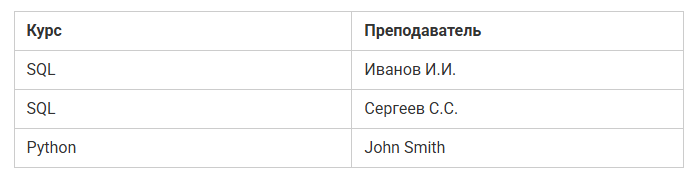 Курс Преподаватель
SQL Иванов И.И.
SQL Сергеев С.С.
Python John Smith